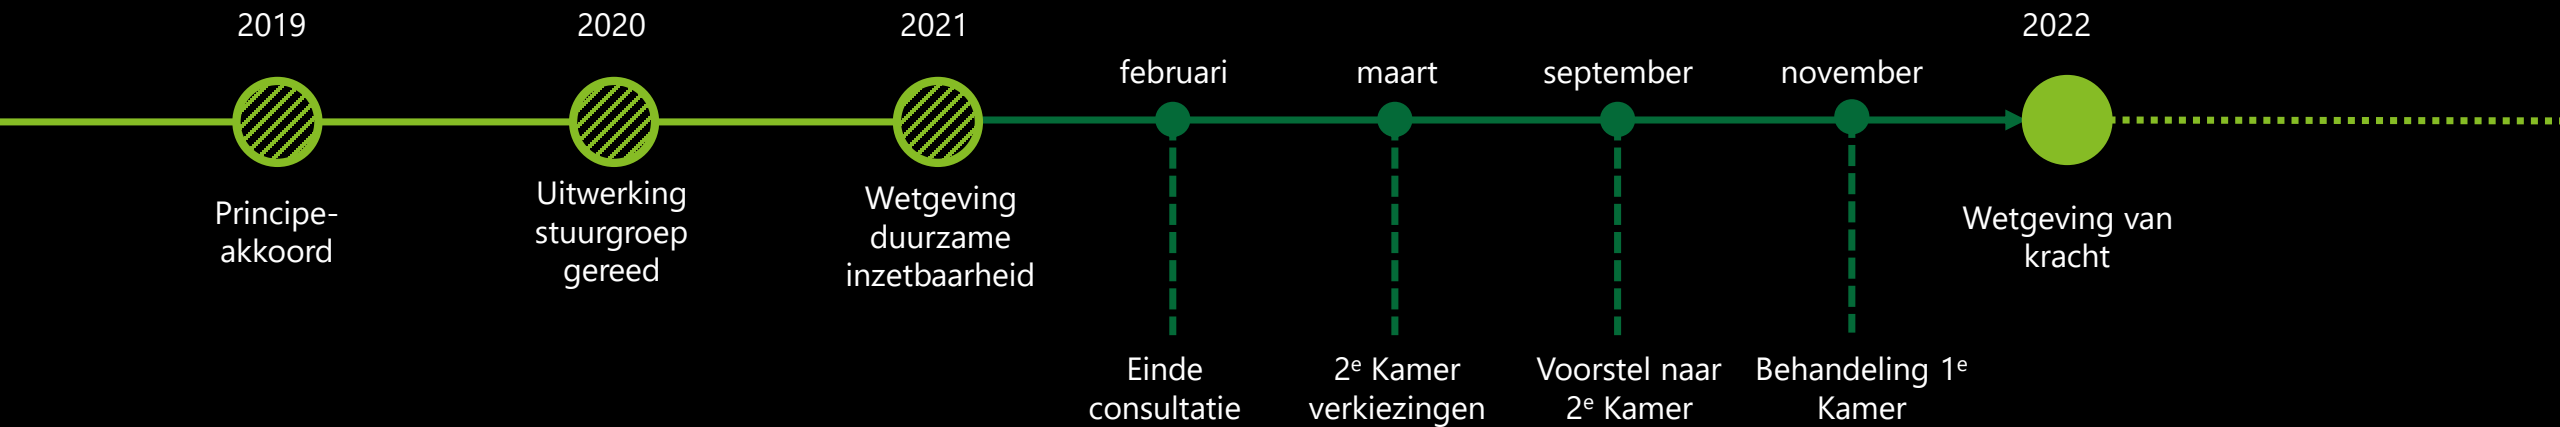 2019
2020
2021
2022
februari
maart
september
november
Principe-
akkoord
Uitwerking
stuurgroep
gereed
Wetgeving
duurzame
inzetbaarheid
Wetgeving van
kracht
Einde
consultatie
2e Kamer
verkiezingen
Voorstel naar
2e Kamer
Behandeling 1e
Kamer